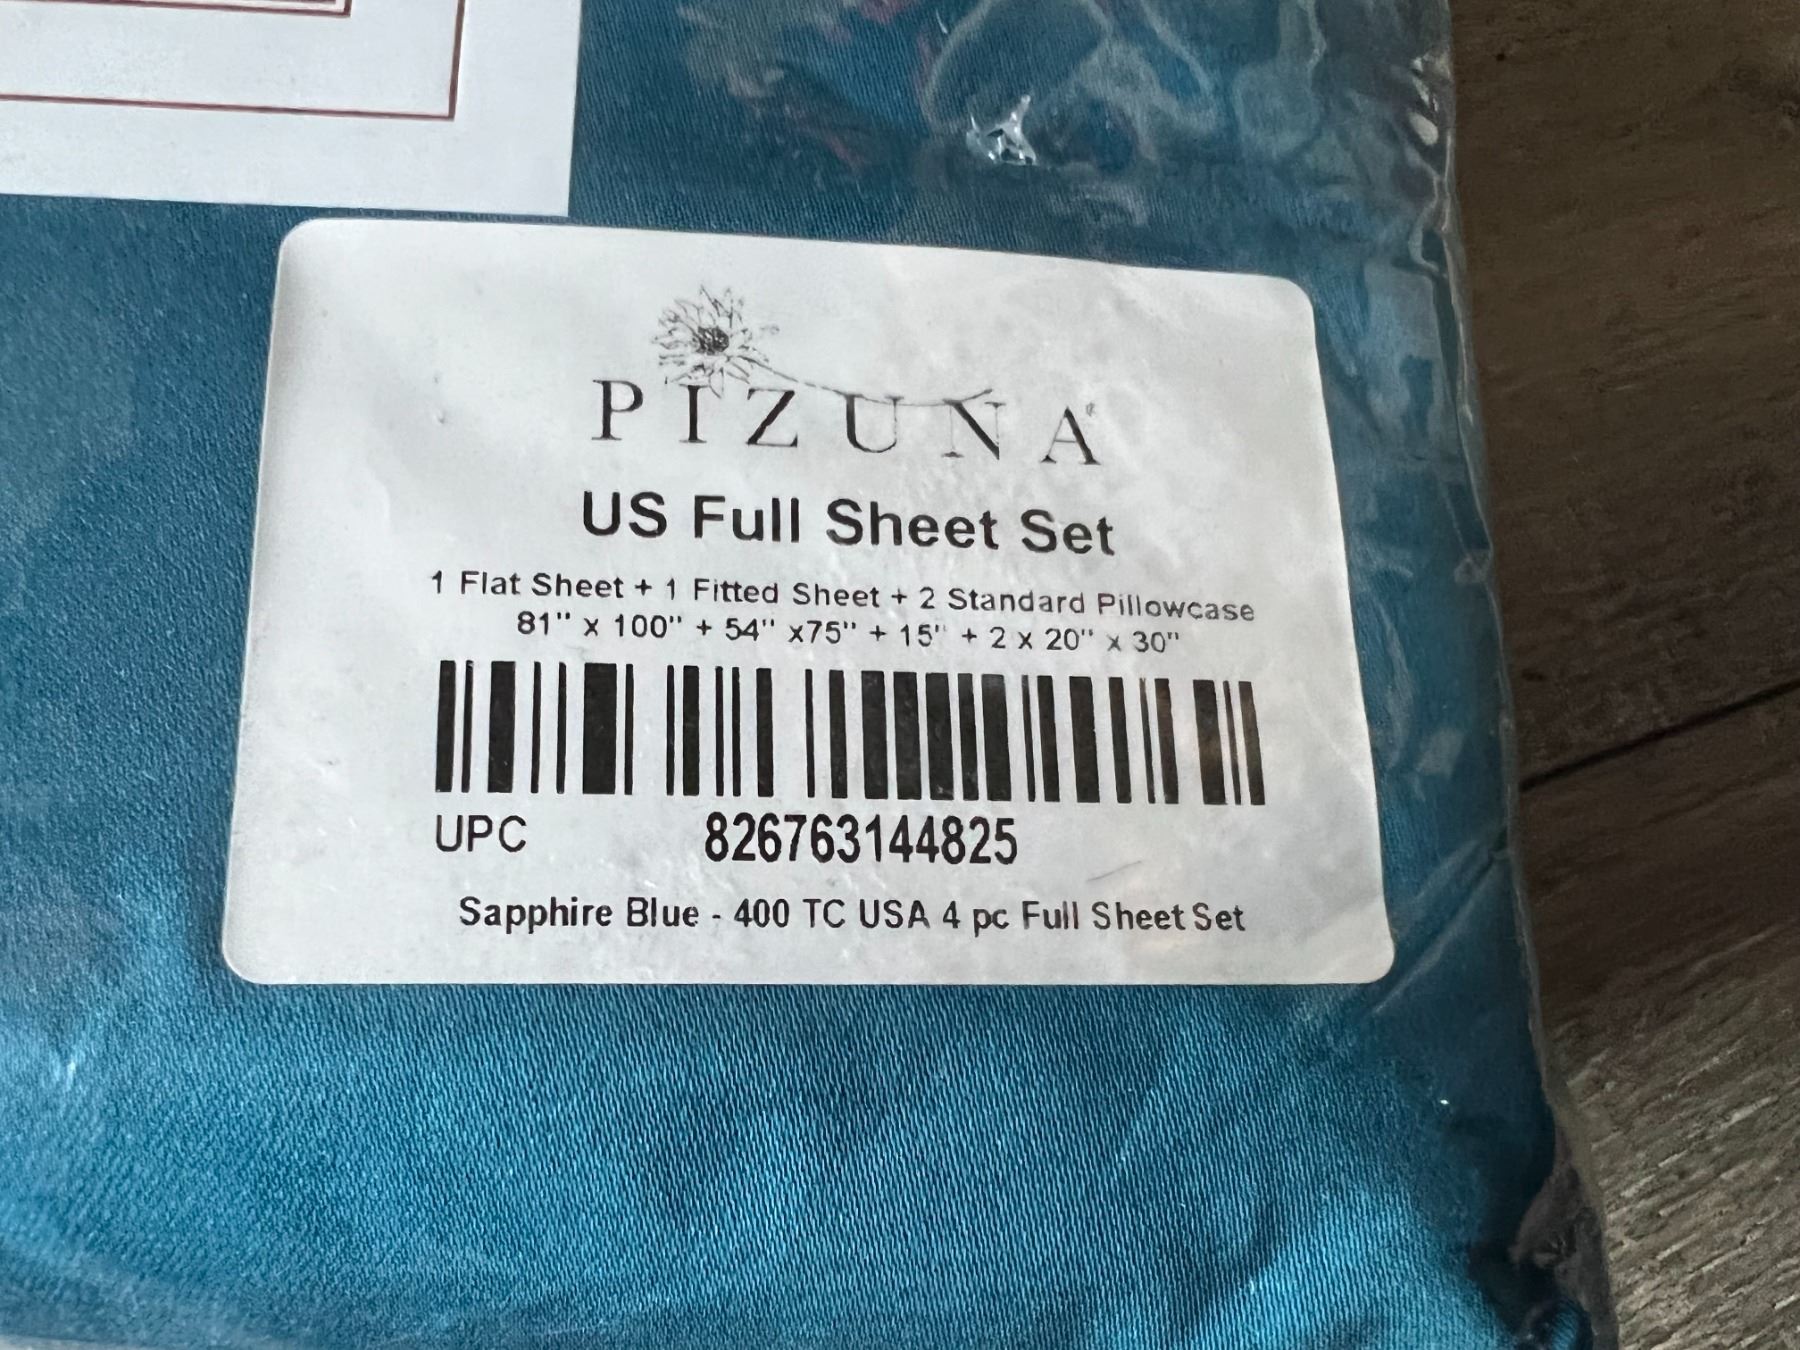 PIZUNA
US Full Sheet Set
1 Flat Sheet + 1 Fitted Sheet + 2 Standard Pillowcase
81" x 100" + 54" x75" + 15" + 2 x 20" x 30"
UPC 826763144825
Sapphire Blue - 400 TC USA 4 pc Full Sheet Set